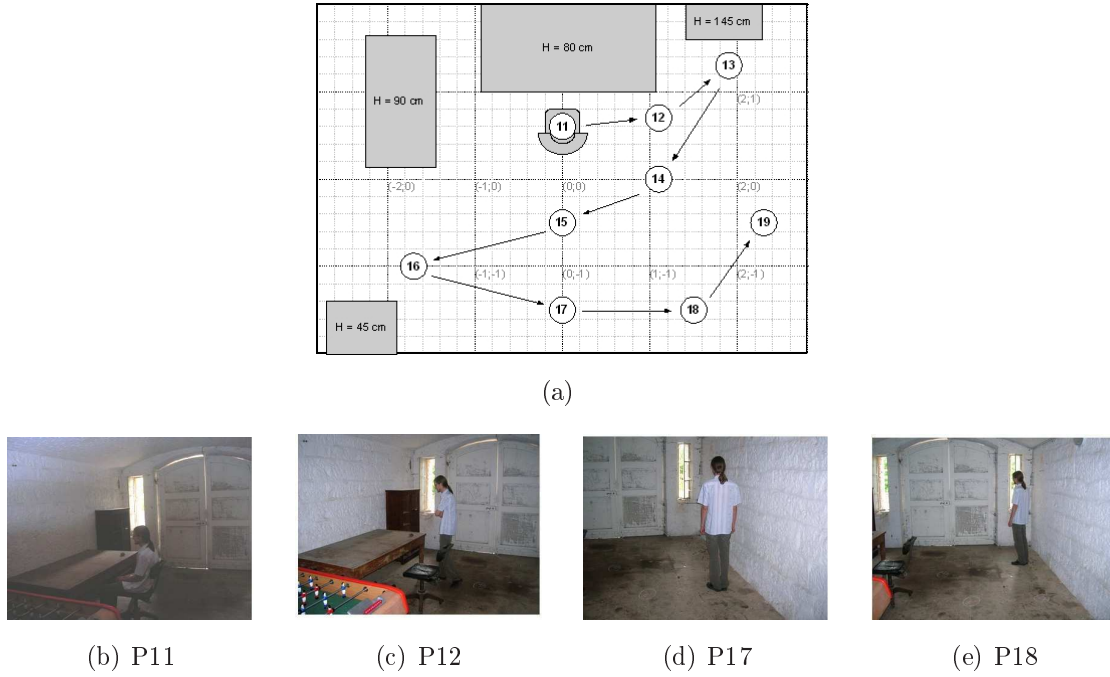 H = 80 cm
H = 145 cm
H = 90 cm
13
(2;1)
11
12
14
(-2;0)
(-1;0)
(0;0)
(2;0)
15
19
16
(-1;-1)
(0;-1)
(1;-1)
(2;-1)
17
18
H = 45 cm
(a)
(b) P11
(c) P12
(d) P17
(e) P18